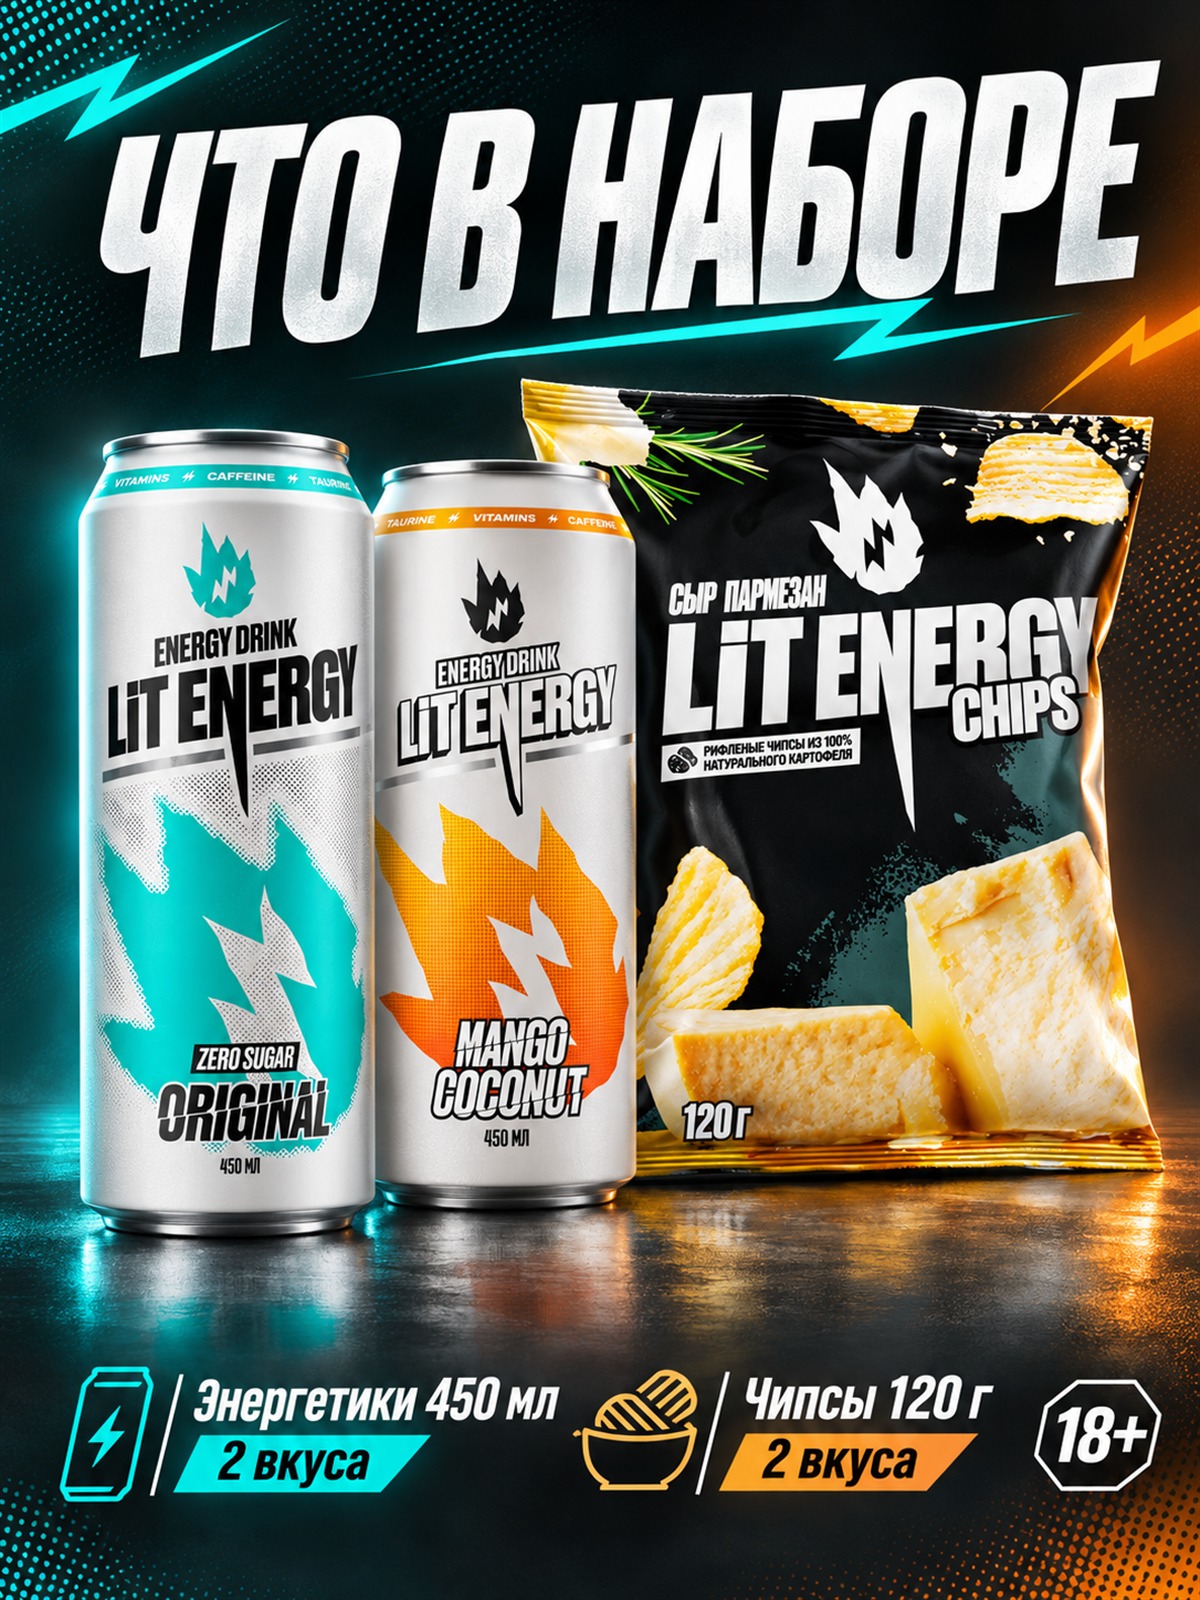 ЧТО В НАБОРЕ
VITAMINS CAFFEINE TAURINE
ENERGY DRINK
LiT ENERGY
ZERO SUGAR
ORIGINAL
450 МЛ
TAURINE VITAMINS CAFFEINE
ENERGY DRINK
LiT ENERGY
MANGO
COCONUT
450 МЛ
СЫР ПАРМЕЗАН
LiT ENERGY
CHIPS
РИФЛЕНЫЕ ЧИПСЫ ИЗ 100%
НАТУРАЛЬНОГО КАРТОФЕЛЯ
120 г
Энергетики 450 мл
2 вкуса
Чипсы 120 г
2 вкуса
18+